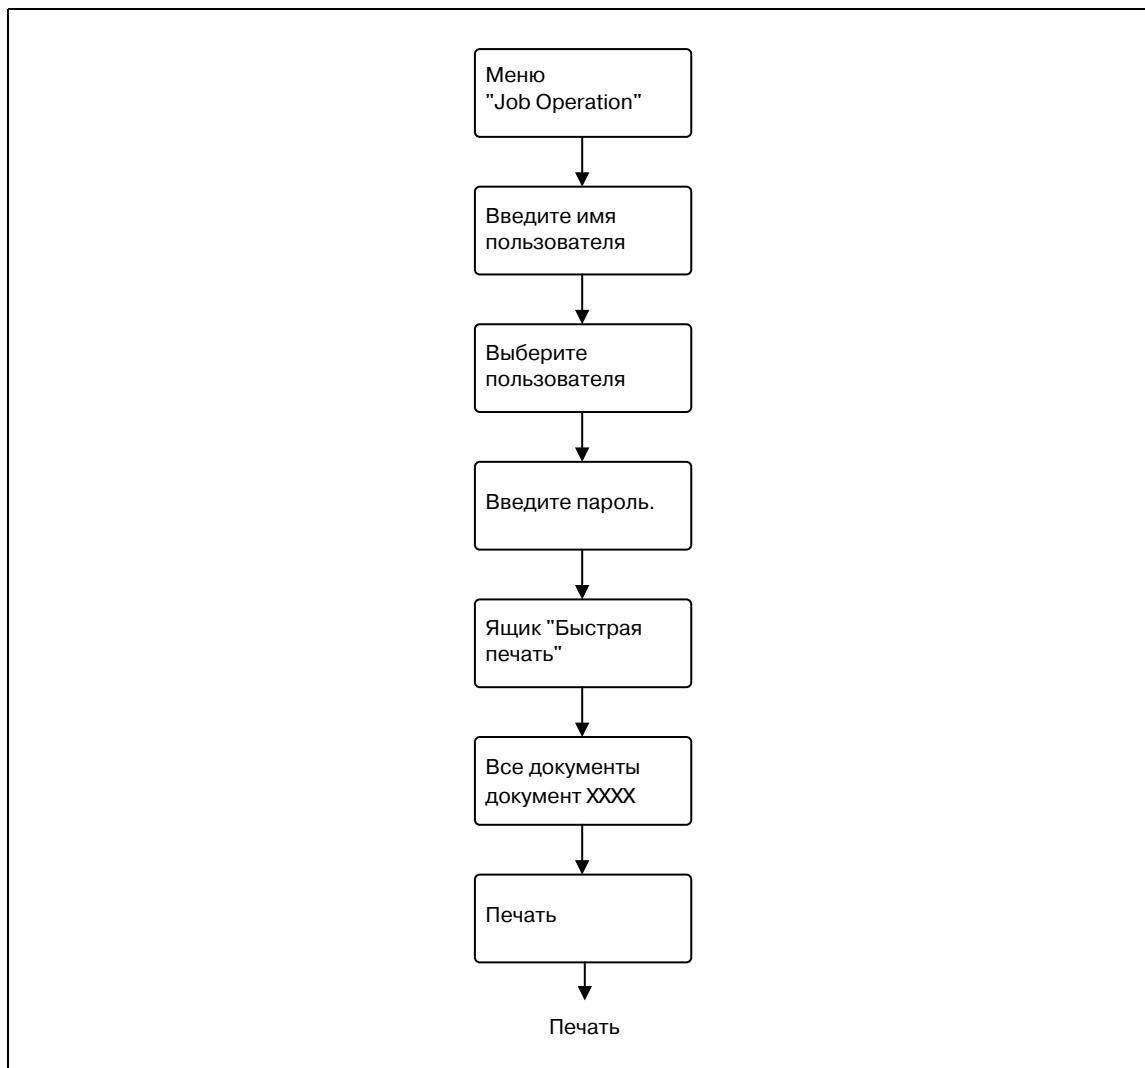 Меню
"Job Operation"
Введите имя
пользователя
Выберите
пользователя
Введите пароль.
Ящик "Быстрая
печать"
Все документы
документ XXXX
Печать
Печать